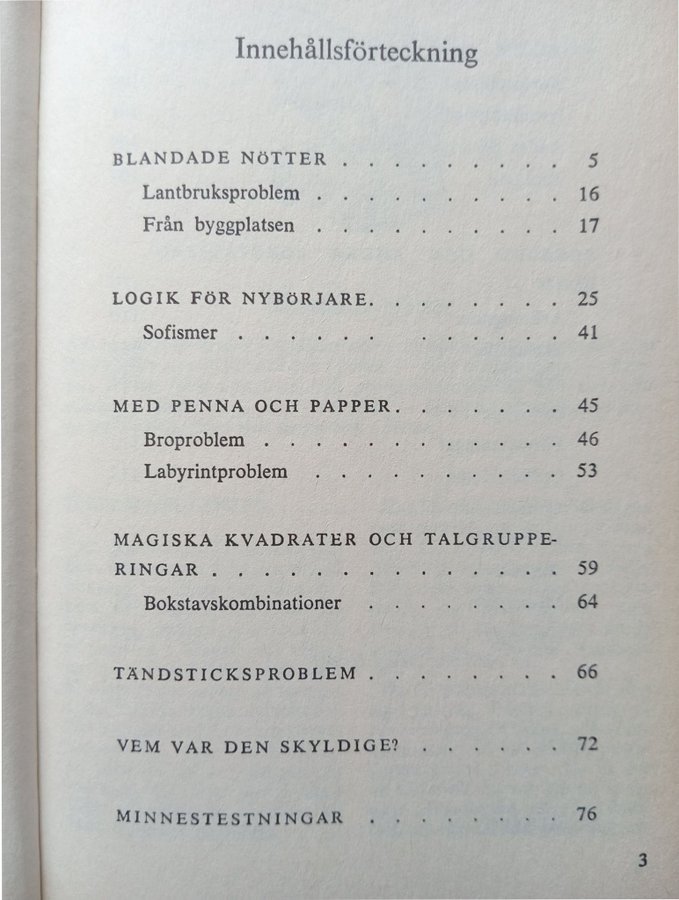 Innehållsförteckning
BLANDADE NÖTTER . . . . . . . . . 5
Lantbruksproblem . . . . . . . . . . 16
Från byggplatsen . . . . . . . . . . 17
LOGIK FÖR NYBÖRJARE. . . . . . . . 25
Sofismer . . . . . . . . . . . . 41
MED PENNA OCH PAPPER. . . . . . . 45
Broproblem . . . . . . . . . . . . 46
Labyrintproblem . . . . . . . . . . 53
MAGISKA KVADRATER OCH TALGRUPPE-
RINGAR . . . . . . . . . . . . . . 59
Bokstavskombinationer . . . . . . . . 64
TÄNDSTICKSPROBLEM . . . . . . . . 66
VEM VAR DEN SKYLDIGE? . . . . . . 72
MINNESTESTNINGAR . . . . . . . . 76
3